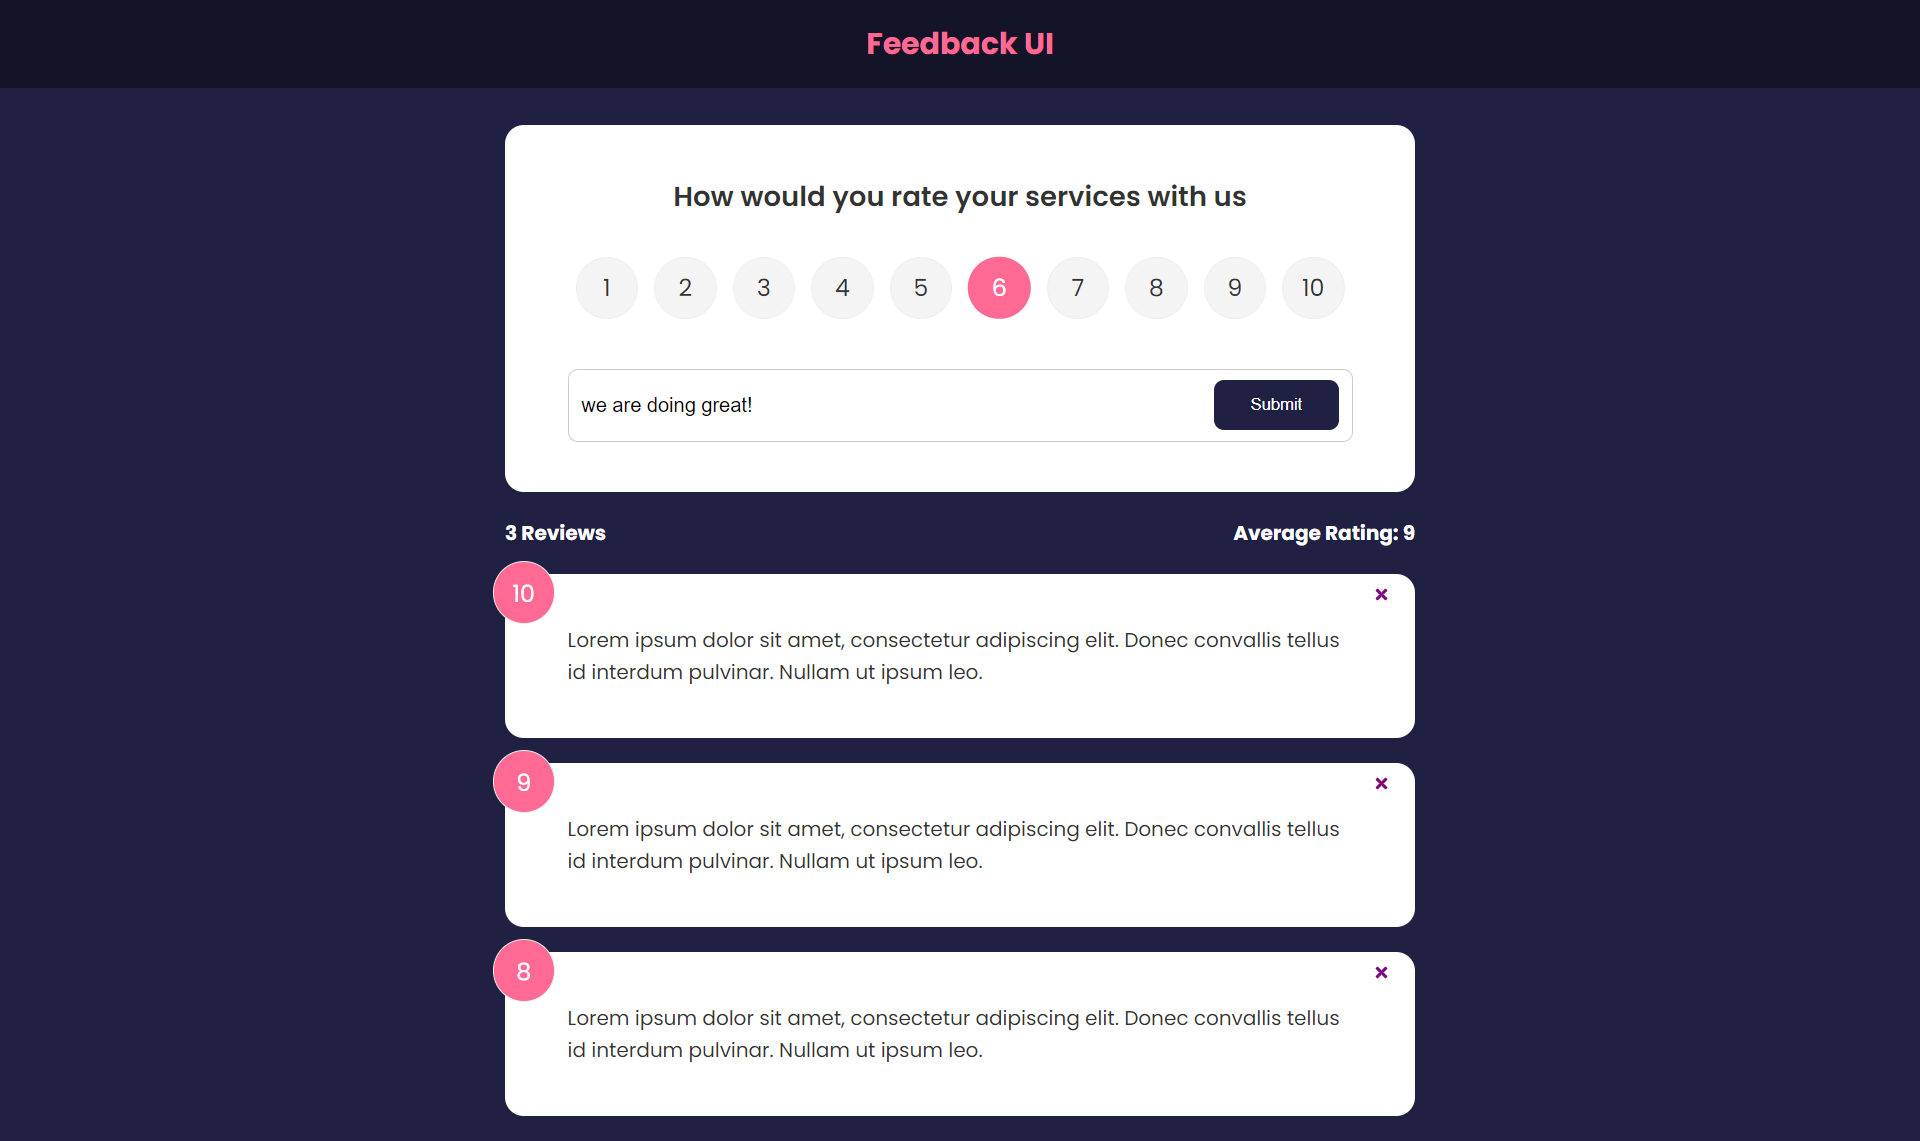 Feedback UI
How would you rate your services with us
1 2 3 4 5 6 7 8 9 10
we are doing great! Submit
3 Reviews Average Rating: 9
10
Lorem ipsum dolor sit amet, consectetur adipiscing elit. Donec convallis tellus
id interdum pulvinar. Nullam ut ipsum leo.
9
Lorem ipsum dolor sit amet, consectetur adipiscing elit. Donec convallis tellus
id interdum pulvinar. Nullam ut ipsum leo.
8
Lorem ipsum dolor sit amet, consectetur adipiscing elit. Donec convallis tellus
id interdum pulvinar. Nullam ut ipsum leo.